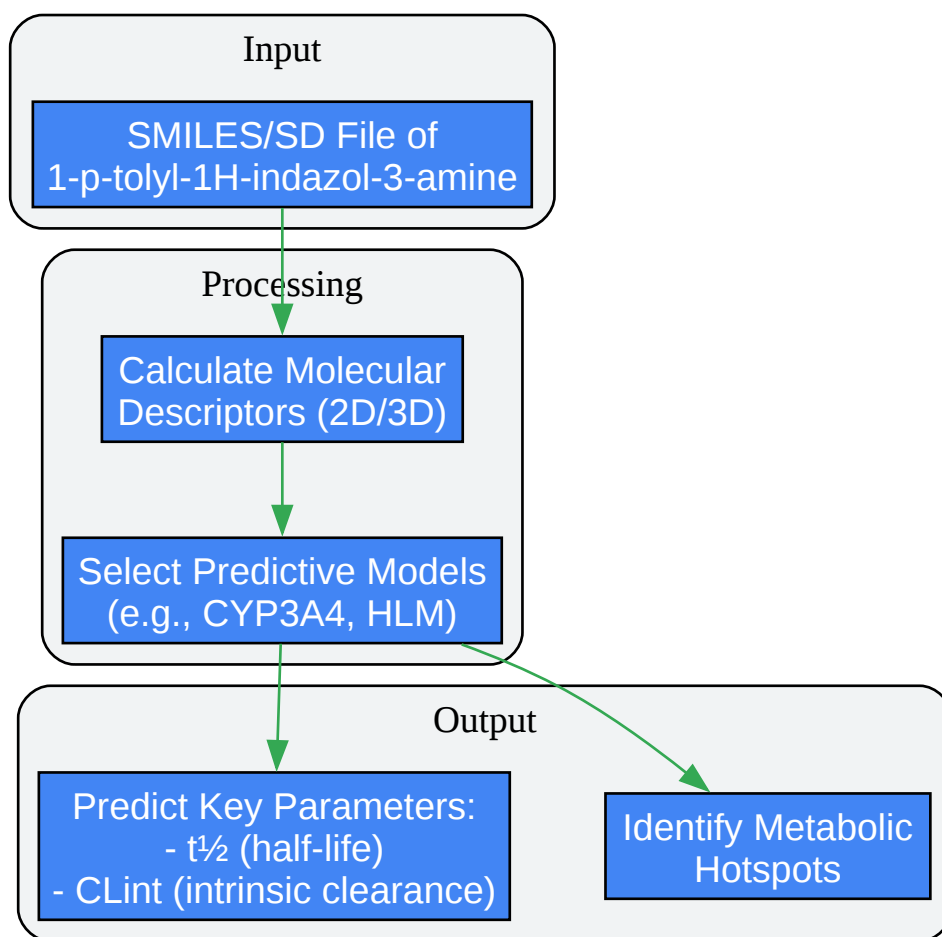 Input
SMILES/SD File of
1-p-tolyl-1H-indazol-3-amine
Processing
Calculate Molecular
Descriptors (2D/3D)
Select Predictive Models
(e.g., CYP3A4, HLM)
Output
Predict Key Parameters:
- t½ (half-life)
- CLint (intrinsic clearance)
Identify Metabolic
Hotspots